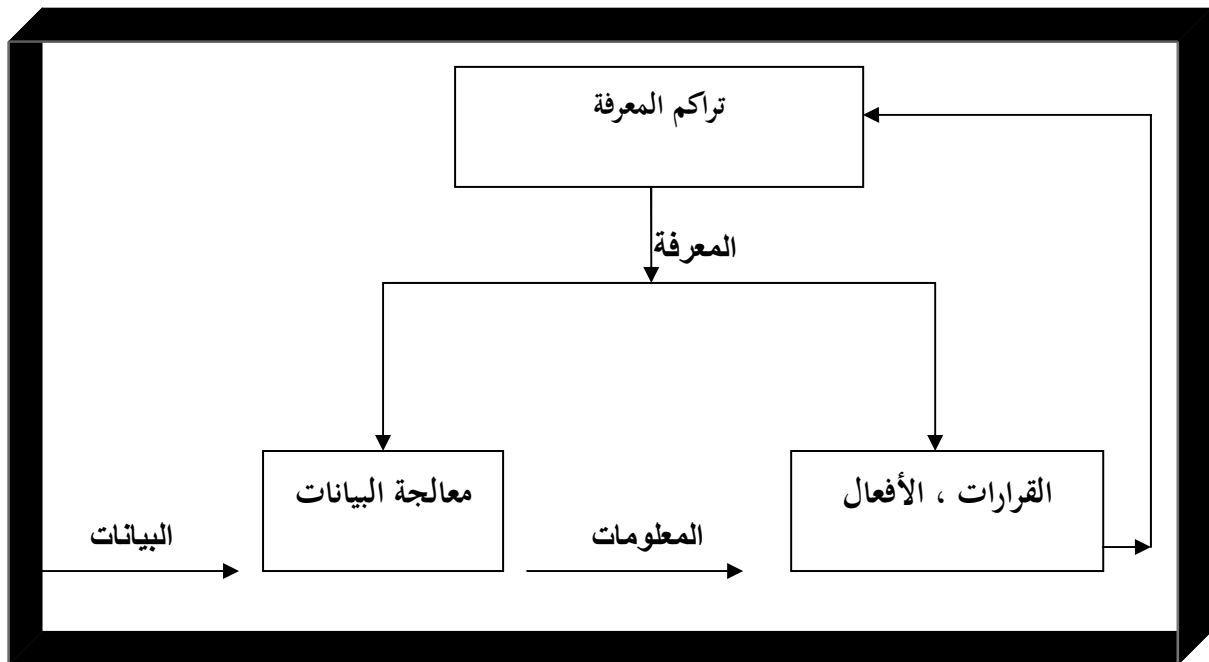 تراكم المعرفة
المعرفة
معالجة البيانات
القرارات ، الأفعال
البيانات
المعلومات